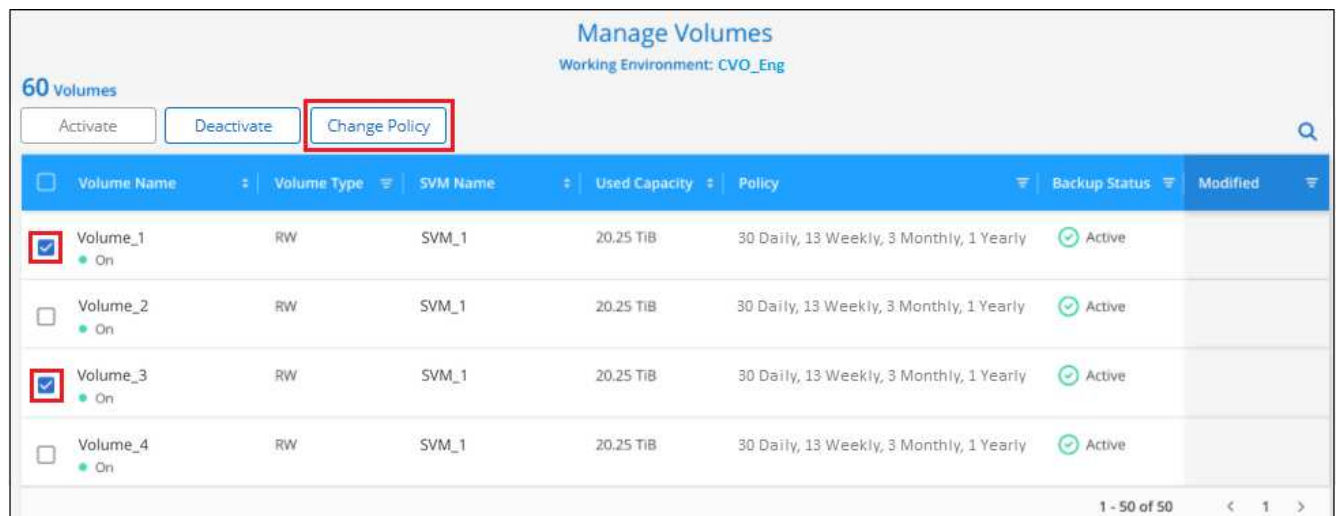 Manage Volumes
Working Environment: CVO_Eng
60 Volumes
Activate Deactivate Change Policy
Volume Name Volume Type SVM Name Used Capacity Policy Backup Status Modified
Volume_1 RW SVM_1 20.25 TiB 30 Daily, 13 Weekly, 3 Monthly, 1 Yearly Active
On
Volume_2 RW SVM_1 20.25 TiB 30 Daily, 13 Weekly, 3 Monthly, 1 Yearly Active
On
Volume_3 RW SVM_1 20.25 TiB 30 Daily, 13 Weekly, 3 Monthly, 1 Yearly Active
On
Volume_4 RW SVM_1 20.25 TiB 30 Daily, 13 Weekly, 3 Monthly, 1 Yearly Active
On
1 - 50 of 50 < 1 >